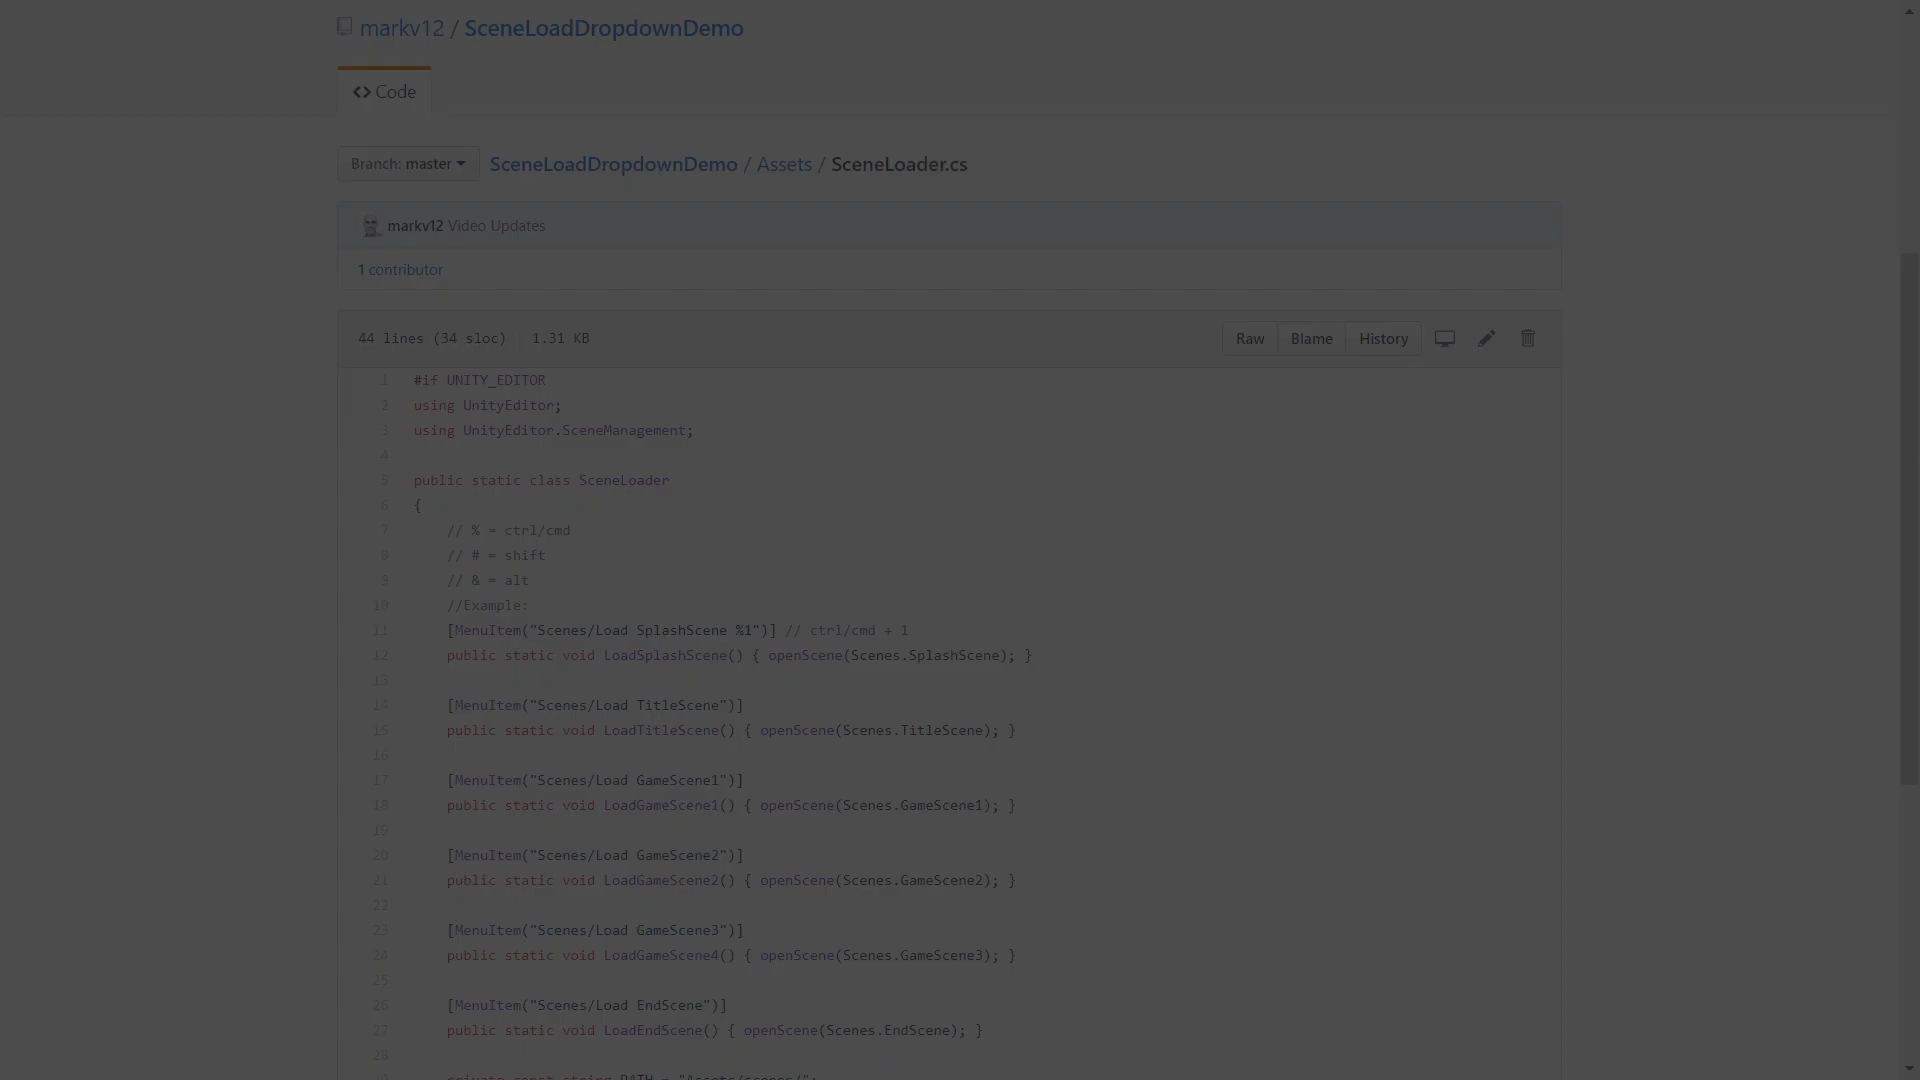 markv12 / SceneLoadDropdownDemo
<> Code
Branch: master SceneLoadDropdownDemo / Assets / SceneLoader.cs
markv12 Video Updates
1 contributor
44 lines (34 sloc) 1.31 KB Raw Blame History
1 #if UNITY_EDITOR
2 using UnityEditor;
3 using UnityEditor.SceneManagement;
4
5 public static class SceneLoader
6 {
7 // % = ctrl/cmd
8 // # = shift
9 // & = alt
10 //Example:
11 [MenuItem("Scenes/Load SplashScene %1")] // ctrl/cmd + 1
12 public static void LoadSplashScene() { openScene(Scenes.SplashScene); }
13
14 [MenuItem("Scenes/Load TitleScene")]
15 public static void LoadTitleScene() { openScene(Scenes.TitleScene); }
16
17 [MenuItem("Scenes/Load GameScene1")]
18 public static void LoadGameScene1() { openScene(Scenes.GameScene1); }
19
20 [MenuItem("Scenes/Load GameScene2")]
21 public static void LoadGameScene2() { openScene(Scenes.GameScene2); }
22
23 [MenuItem("Scenes/Load GameScene3")]
24 public static void LoadGameScene4() { openScene(Scenes.GameScene3); }
25
26 [MenuItem("Scenes/Load EndScene")]
27 public static void LoadEndScene() { openScene(Scenes.EndScene); }
28
private const string PATH = "Assets/scenes/";